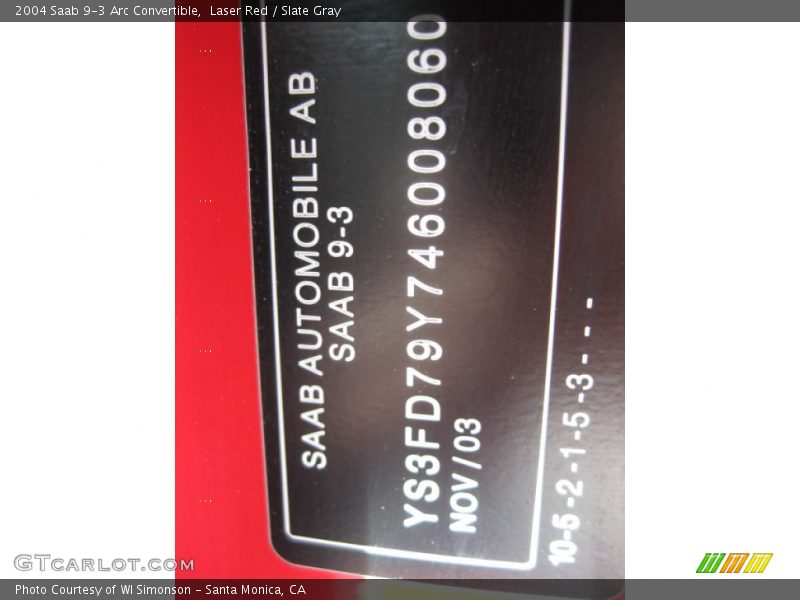 2004 Saab 9-3 Arc Convertible,  Laser Red / Slate Gray
SAAB AUTOMOBILE AB
SAAB 9-3
YS3FD79Y746008060
NOV/03
10-5-2-1-5-3---
GTCARLOT.COM
Photo Courtesy of WI Simonson - Santa Monica, CA